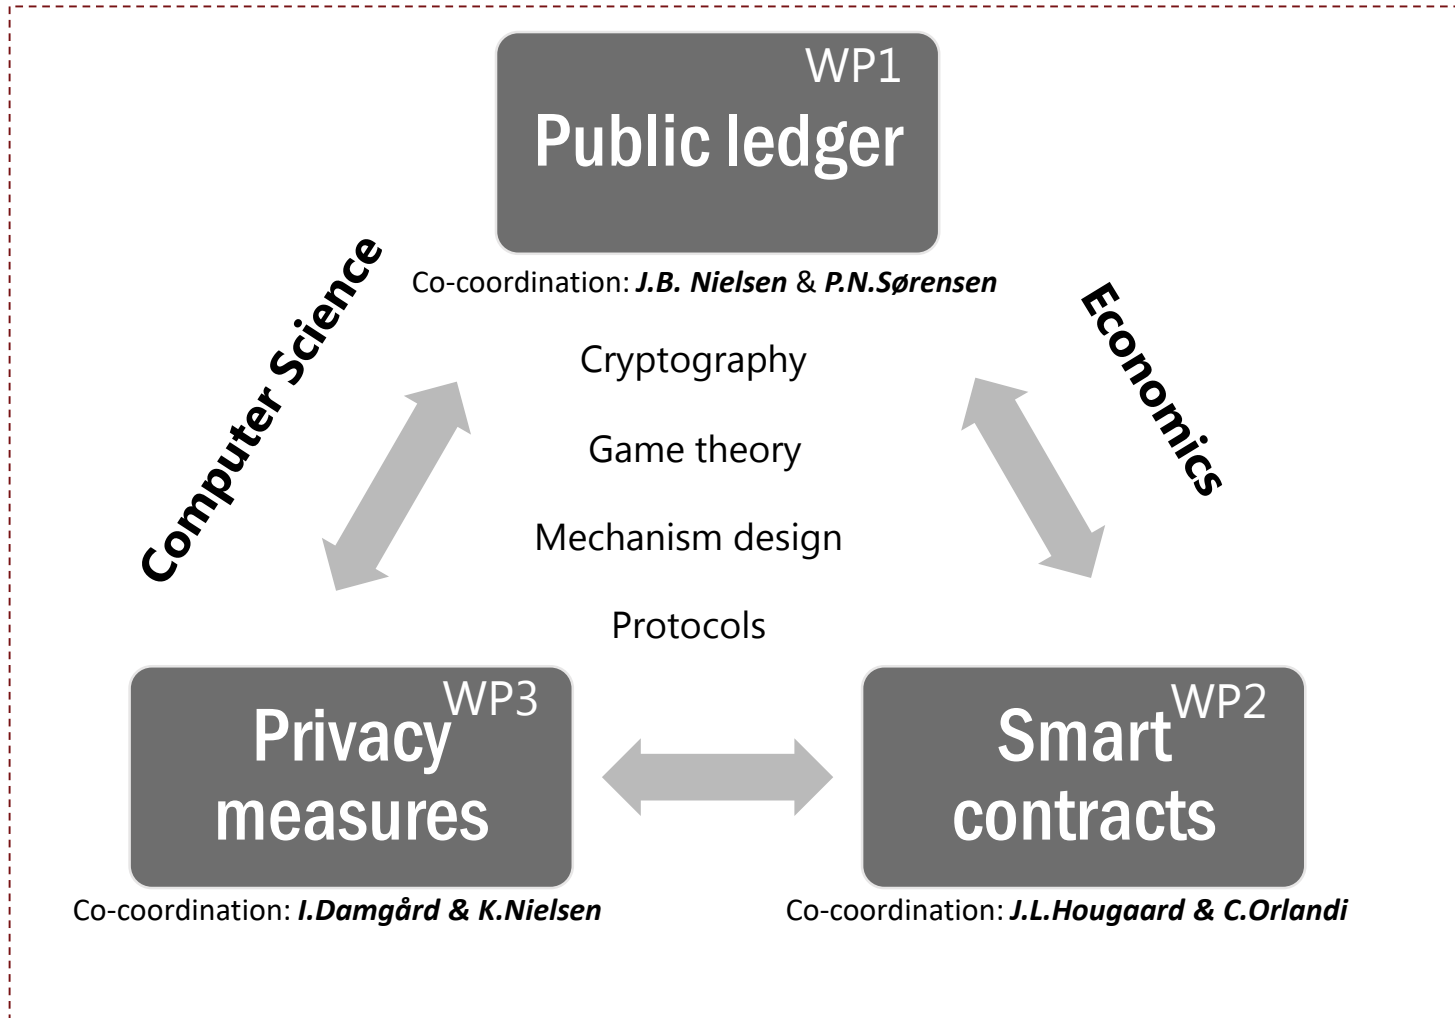 WP1
Public ledger
Co-coordination: J.B. Nielsen & P.N.Sørensen
Computer Science
Economics
Cryptography
Game theory
Mechanism design
Protocols
WP3
Privacy
measures
Co-coordination: I.Damgård & K.Nielsen
WP2
Smart
contracts
Co-coordination: J.L.Hougaard & C.Orlandi